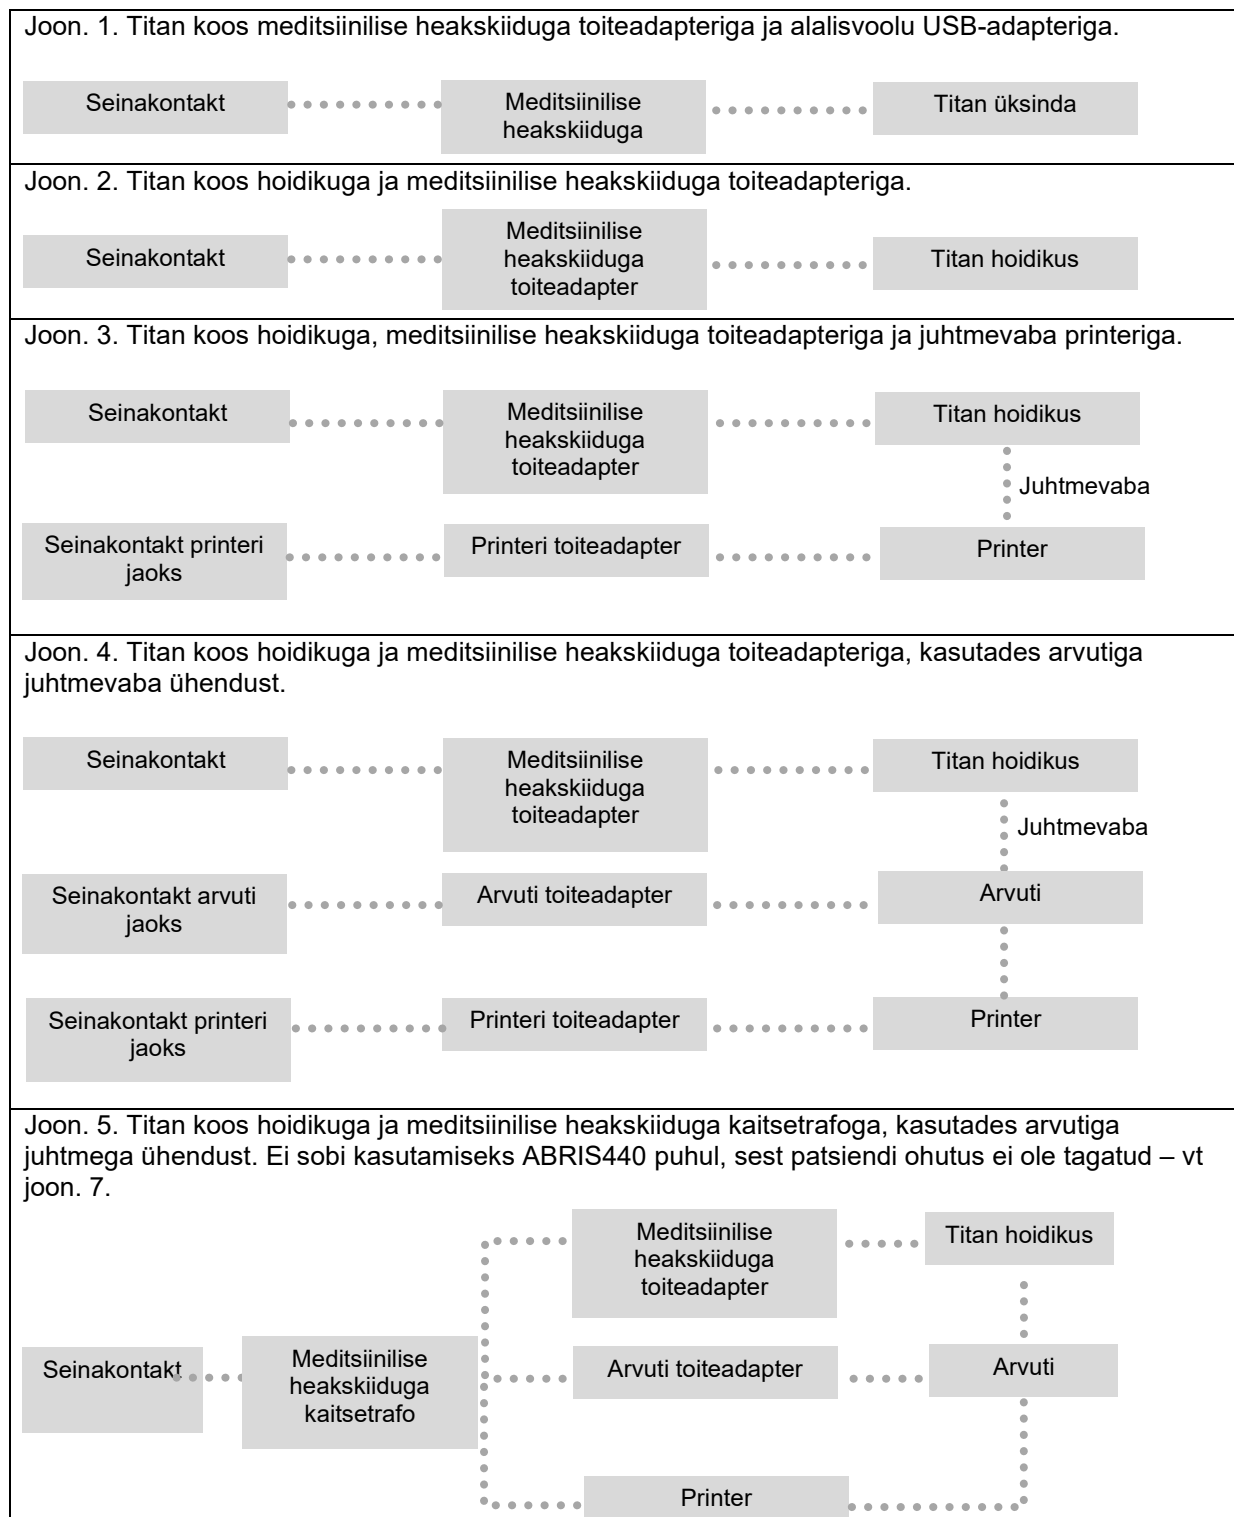 Joon. 1. Titan koos meditsiinilise heakskiiduga toiteadapteriga ja alalisvoolu USB-adapteriga.
Seinakontakt
Meditsiinilise
heakskiiduga
Titan üksinda
Joon. 2. Titan koos hoidikuga ja meditsiinilise heakskiiduga toiteadapteriga.
Seinakontakt
Meditsiinilise
heakskiiduga
toiteadapter
Titan hoidikus
Joon. 3. Titan koos hoidikuga, meditsiinilise heakskiiduga toiteadapteriga ja juhtmevaba printeriga.
Seinakontakt
Meditsiinilise
heakskiiduga
toiteadapter
Titan hoidikus
Juhtmevaba
Seinakontakt printeri
jaoks
Printeri toiteadapter
Printer
Joon. 4. Titan koos hoidikuga ja meditsiinilise heakskiiduga toiteadapteriga, kasutades arvutiga
juhtmevaba ühendust.
Seinakontakt
Meditsiinilise
heakskiiduga
toiteadapter
Titan hoidikus
Juhtmevaba
Seinakontakt arvuti
jaoks
Arvuti toiteadapter
Arvuti
Seinakontakt printeri
jaoks
Printeri toiteadapter
Printer
Joon. 5. Titan koos hoidikuga ja meditsiinilise heakskiiduga kaitsetrafoga, kasutades arvutiga
juhtmega ühendust. Ei sobi kasutamiseks ABRIS440 puhul, sest patsiendi ohutus ei ole tagatud – vt
joon. 7.
Seinakontakt
Meditsiinilise
heakskiiduga
kaitsetrafo
Meditsiinilise
heakskiiduga
toiteadapter
Titan hoidikus
Arvuti toiteadapter
Arvuti
Printer